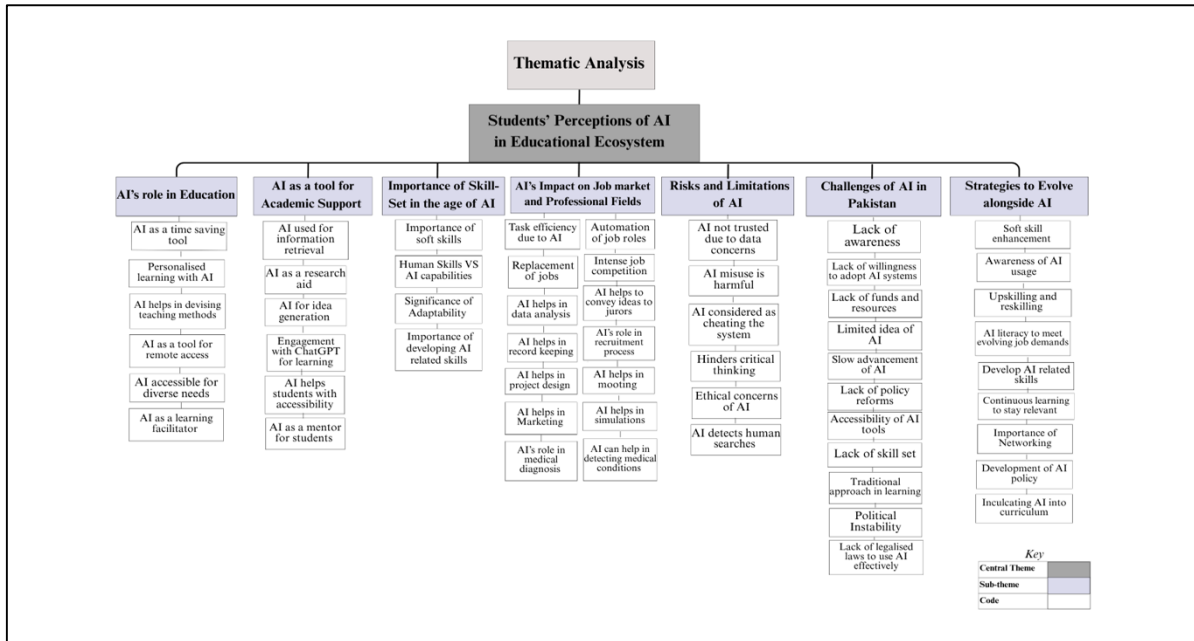 Thematic Analysis
Students' Perceptions of AI
in Educational Ecosystem
AI's role in Education
AI as a time saving
tool
Personalised
learning with AI
AI helps in devising
teaching methods
AI as a tool for
remote access
AI accessible for
diverse needs
AI as a learning
facilitator
AI as a tool for
Academic Support
AI used for
information
retrieval
AI as a research
aid
AI for idea
generation
Engagement
with ChatGPT
for learning
AI helps
students with
accessibility
AI as a mentor
for students
Importance of Skill-
Set in the age of AI
Importance of
soft skills
Human Skills VS
AI capabilities
Significance of
Adaptability
Importance of
developing AI
related skills
AI's Impact on Job market
and Professional Fields
Task efficiency
due to AI
Replacement
of jobs
AI helps in
data analysis
AI helps in
record keeping
AI helps in
project design
AI helps in
Marketing
AI's role in
medical
diagnosis
Automation
of job roles
Intense job
competition
AI helps to
convey ideas to
jurors
AI's role in
recruitment
process
AI helps in
mooting
AI helps in
simulations
AI can help in
detecting medical
conditions
Risks and Limitations
of AI
AI not trusted
due to data
concerns
AI misuse is
harmful
AI considered as
cheating the
system
Hinders critical
thinking
Ethical concerns
of AI
AI detects human
searches
Challenges of AI in
Pakistan
Lack of
awareness
Lack of willingness
to adopt AI systems
Lack of funds and
resources
Limited idea of
AI
Slow advancement
of AI
Lack of policy
reforms
Accessibility of AI
tools
Lack of skill set
Traditional
approach in learning
Political
Instability
Lack of legalised
laws to use AI
effectively
Strategies to Evolve
alongside AI
Soft skill
enhancement
Awareness of AI
usage
Upskilling and
reskilling
AI literacy to meet
evolving job demands
Develop AI related
skills
Continuous learning
to stay relevant
Importance of
Networking
Development of AI
policy
Inculcating AI into
curriculum
Key
Central Theme
Sub-theme
Code